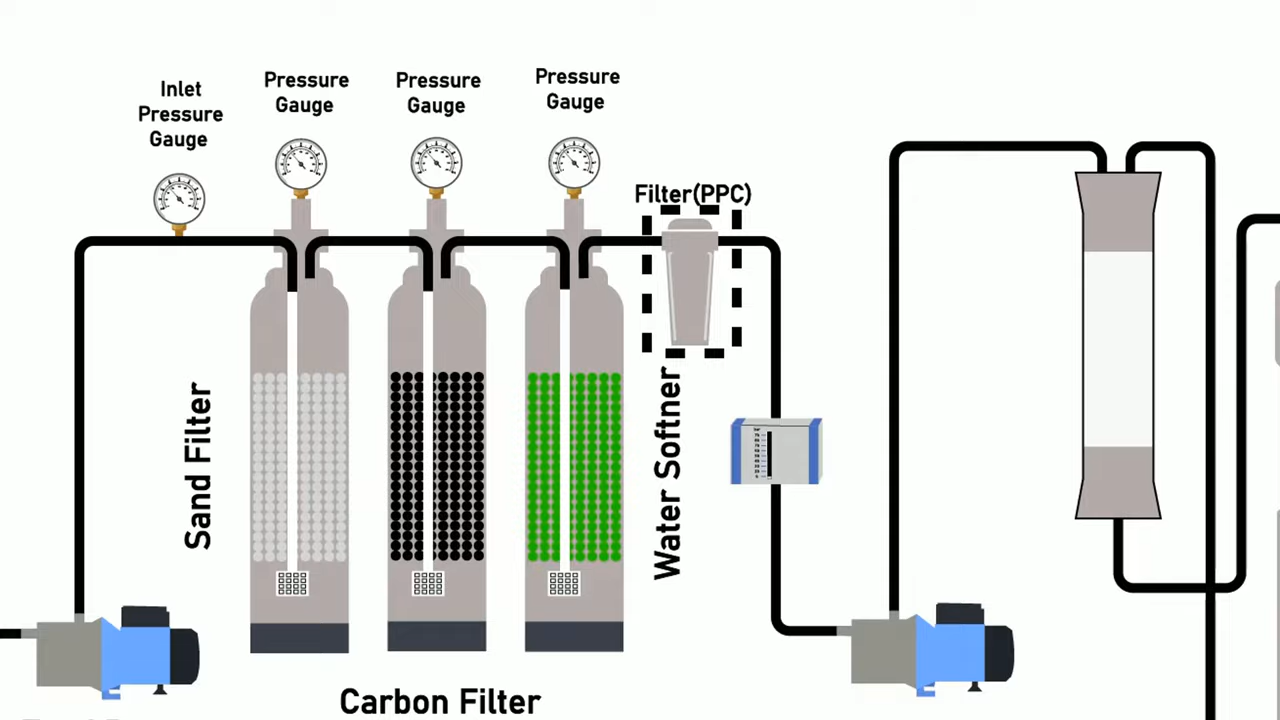 Inlet
Pressure
Gauge
Pressure
Gauge
Pressure
Gauge
Pressure
Gauge
Filter(PPC)
Sand Filter
Water Softner
Carbon Filter